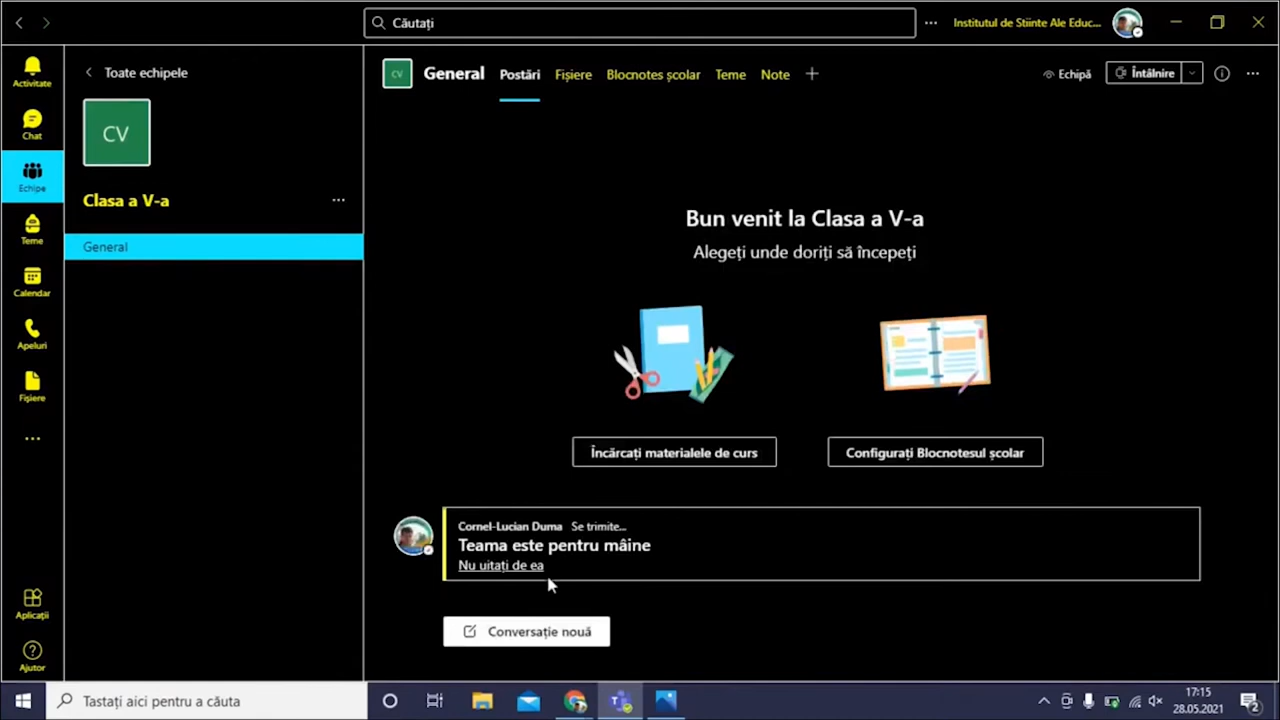 Căutați
Institutul de Stiinte Ale Educ...
Activitate
Chat
Echipe
Teme
Calendar
Apeluri
Fișiere
Aplicații
Ajutor
Toate echipele
CV
Clasa a V-a
General
CV
General
Postări
Fișiere
Blocnotes școlar
Teme
Note
Echipă
Întâlnire
Bun venit la Clasa a V-a
Alegeți unde doriți să începeți
Încărcați materialele de curs
Configurați Blocnotesul școlar
Cornel-Lucian Duma Se trimite...
Teama este pentru mâine
Nu uitați de ea
Conversație nouă
Tastați aici pentru a căuta
17:15
28.05.2021
2